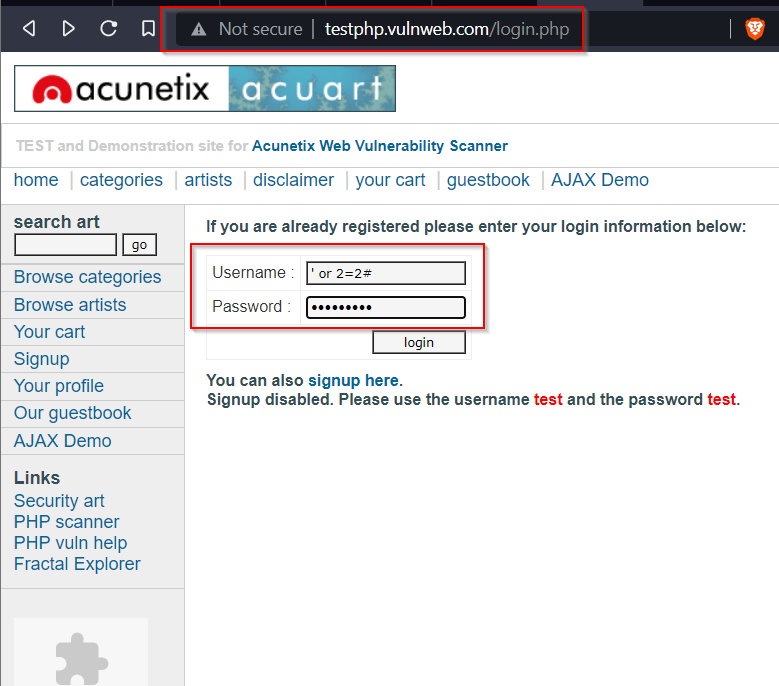 Not secure | testphp.vulnweb.com/login.php
acunetix acuart
TEST and Demonstration site for Acunetix Web Vulnerability Scanner
home | categories | artists | disclaimer | your cart | guestbook | AJAX Demo
search art
go
Browse categories
Browse artists
Your cart
Signup
Your profile
Our guestbook
AJAX Demo
Links
Security art
PHP scanner
PHP vuln help
Fractal Explorer
If you are already registered please enter your login information below:
Username : ' or 2=2#
Password : •••••••••
login
You can also signup here.
Signup disabled. Please use the username test and the password test.